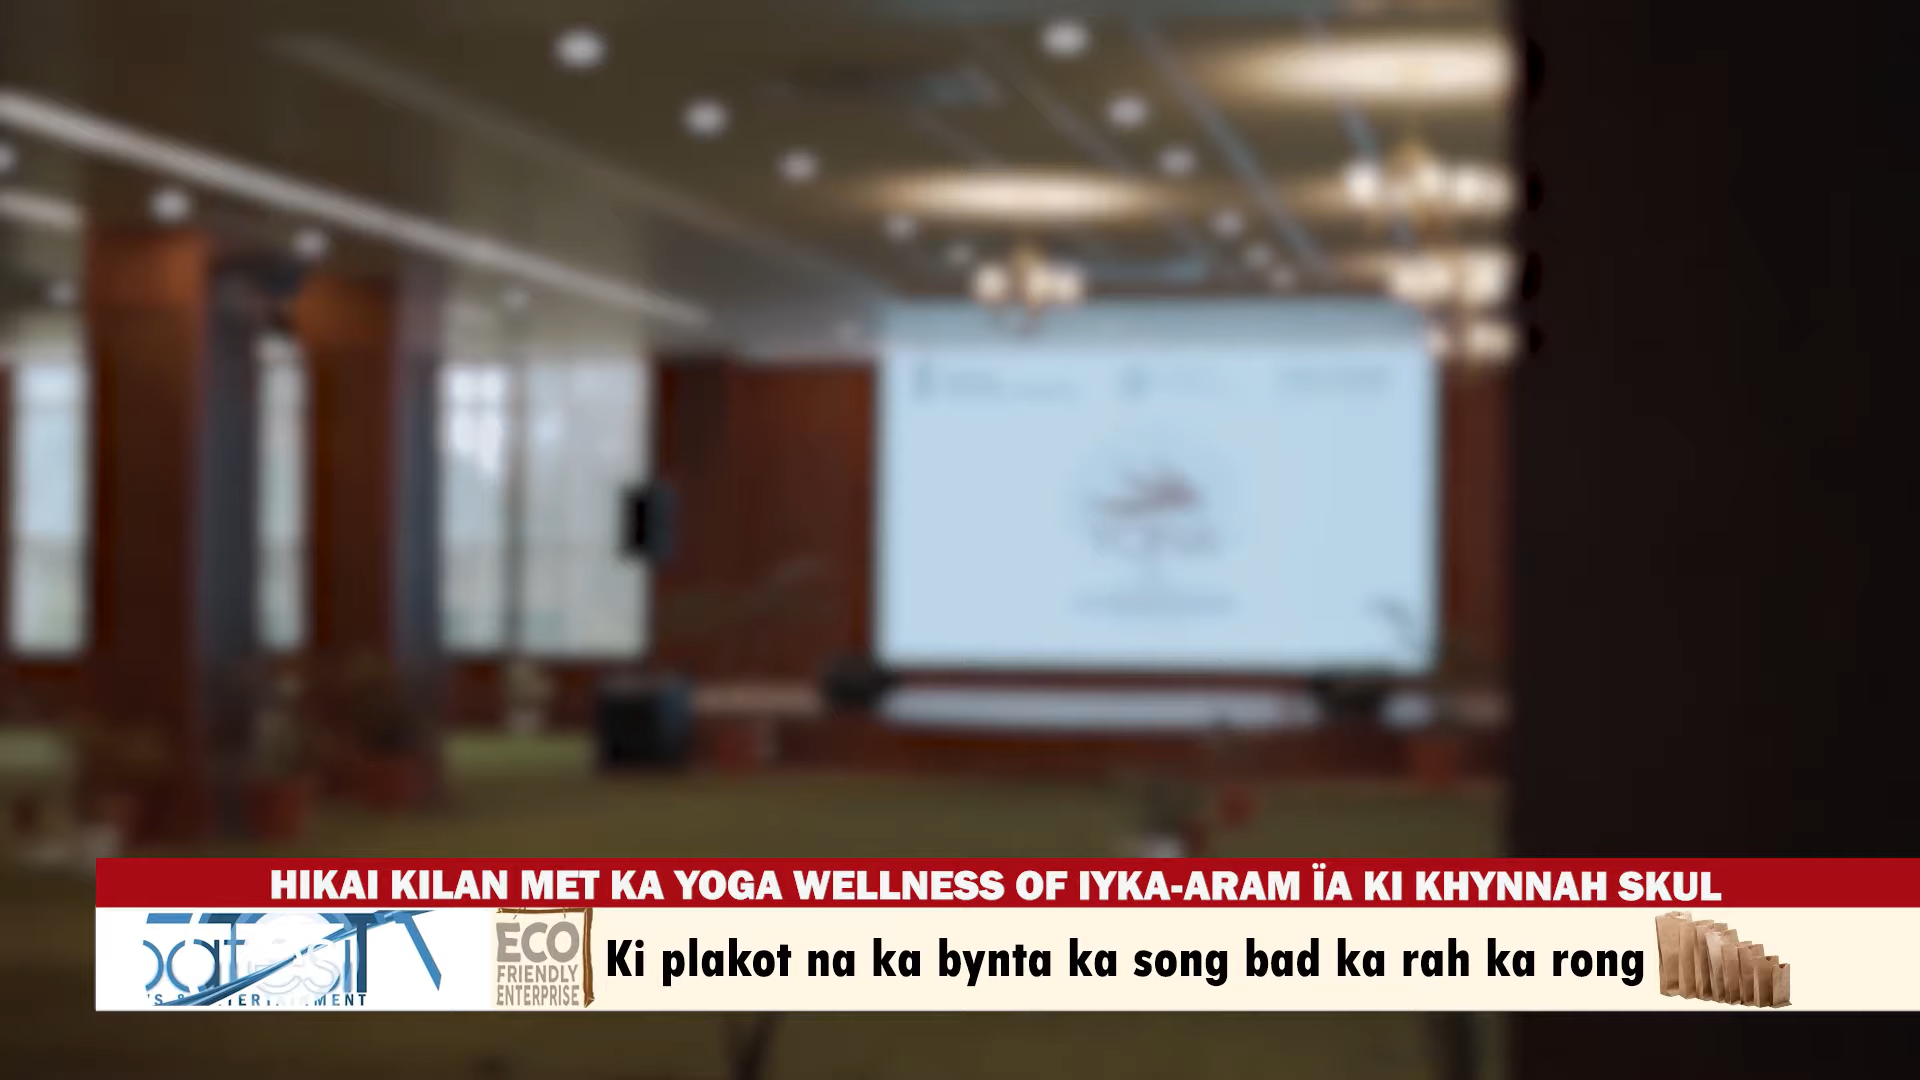 HIKAI KILAN MET KA YOGA WELLNESS OF IYKA-ARAM ÏA KI KHYNNAH SKUL
ECO
FRIENDLY
ENTERPRISE
Ki plakot na ka bynta ka song bad ka rah ka rong